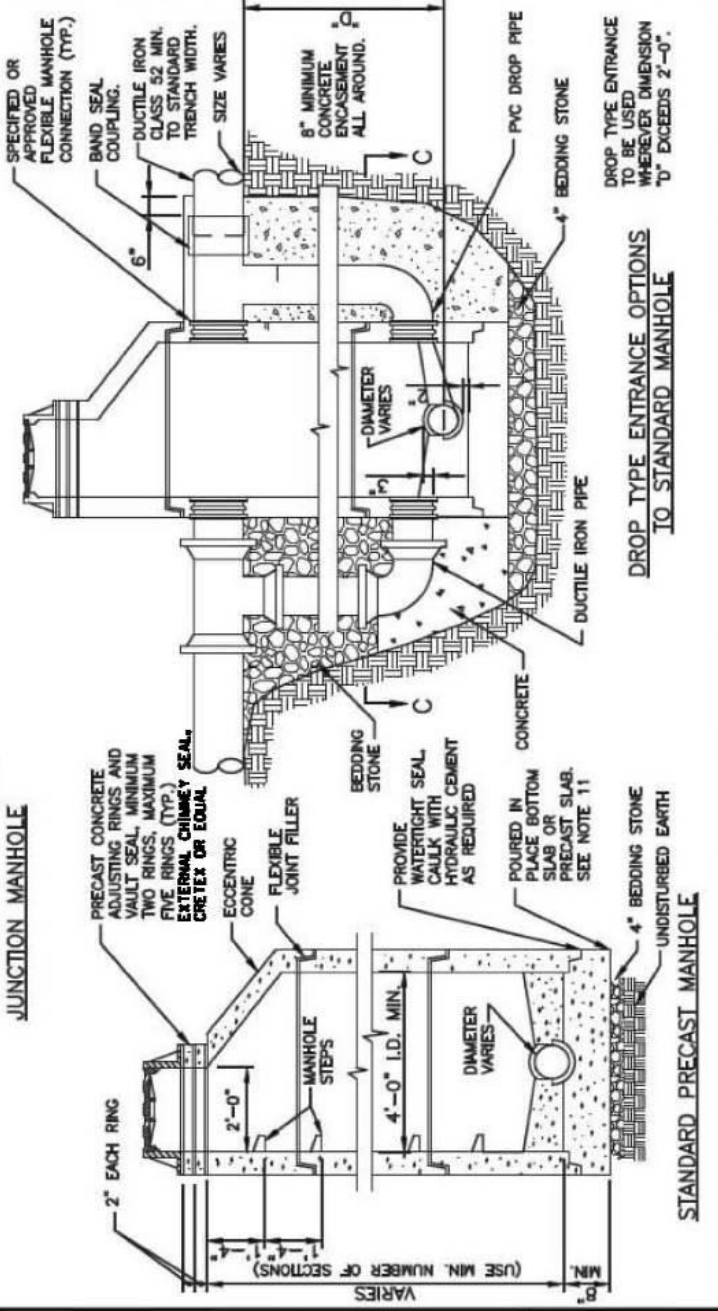 JUNCTION MANHOLE
2" EACH RING
PRECAST CONCRETE
ADJUSTING RINGS AND
VAULT SEAL, MINIMUM
TWO RINGS, MAXIMUM
FIVE RINGS (TYP.)
EXTERNAL CHIMNEY SEAL,
CRETEX OR EQUAL
ECCENTRIC
CONE
FLEXIBLE
JOINT FILLER
2'-0"
1'-4"
1'-4"
MANHOLE
STEPS
VARIES
(USE MIN. NUMBER OF SECTIONS)
4'-0" I.D. MIN.
PROVIDE
WATERTIGHT SEAL.
CAULK WITH
HYDRAULIC CEMENT
AS REQUIRED
DIAMETER
VARIES
POURED IN
PLACE BOTTOM
SLAB OR
PRECAST SLAB.
SEE NOTE 11
8"
MIN.
4" BEDDING STONE
UNDISTURBED EARTH
STANDARD PRECAST MANHOLE
SPECIFIED OR
APPROVED
FLEXIBLE MANHOLE
CONNECTION (TYP.)
BAND SEAL
COUPLING.
DUCTILE IRON
CLASS 52 MIN.
TO STANDARD
TRENCH WIDTH.
SIZE VARIES
6"
"D"
8" MINIMUM
CONCRETE
ENCASEMENT
ALL AROUND.
C
C
BEDDING
STONE
DIAMETER
VARIES
3"
2"
PVC DROP PIPE
CONCRETE
DUCTILE IRON PIPE
4" BEDDING STONE
DROP TYPE ENTRANCE
TO BE USED
WHEREVER DIMENSION
"D" EXCEEDS 2'-0".
DROP TYPE ENTRANCE OPTIONS
TO STANDARD MANHOLE